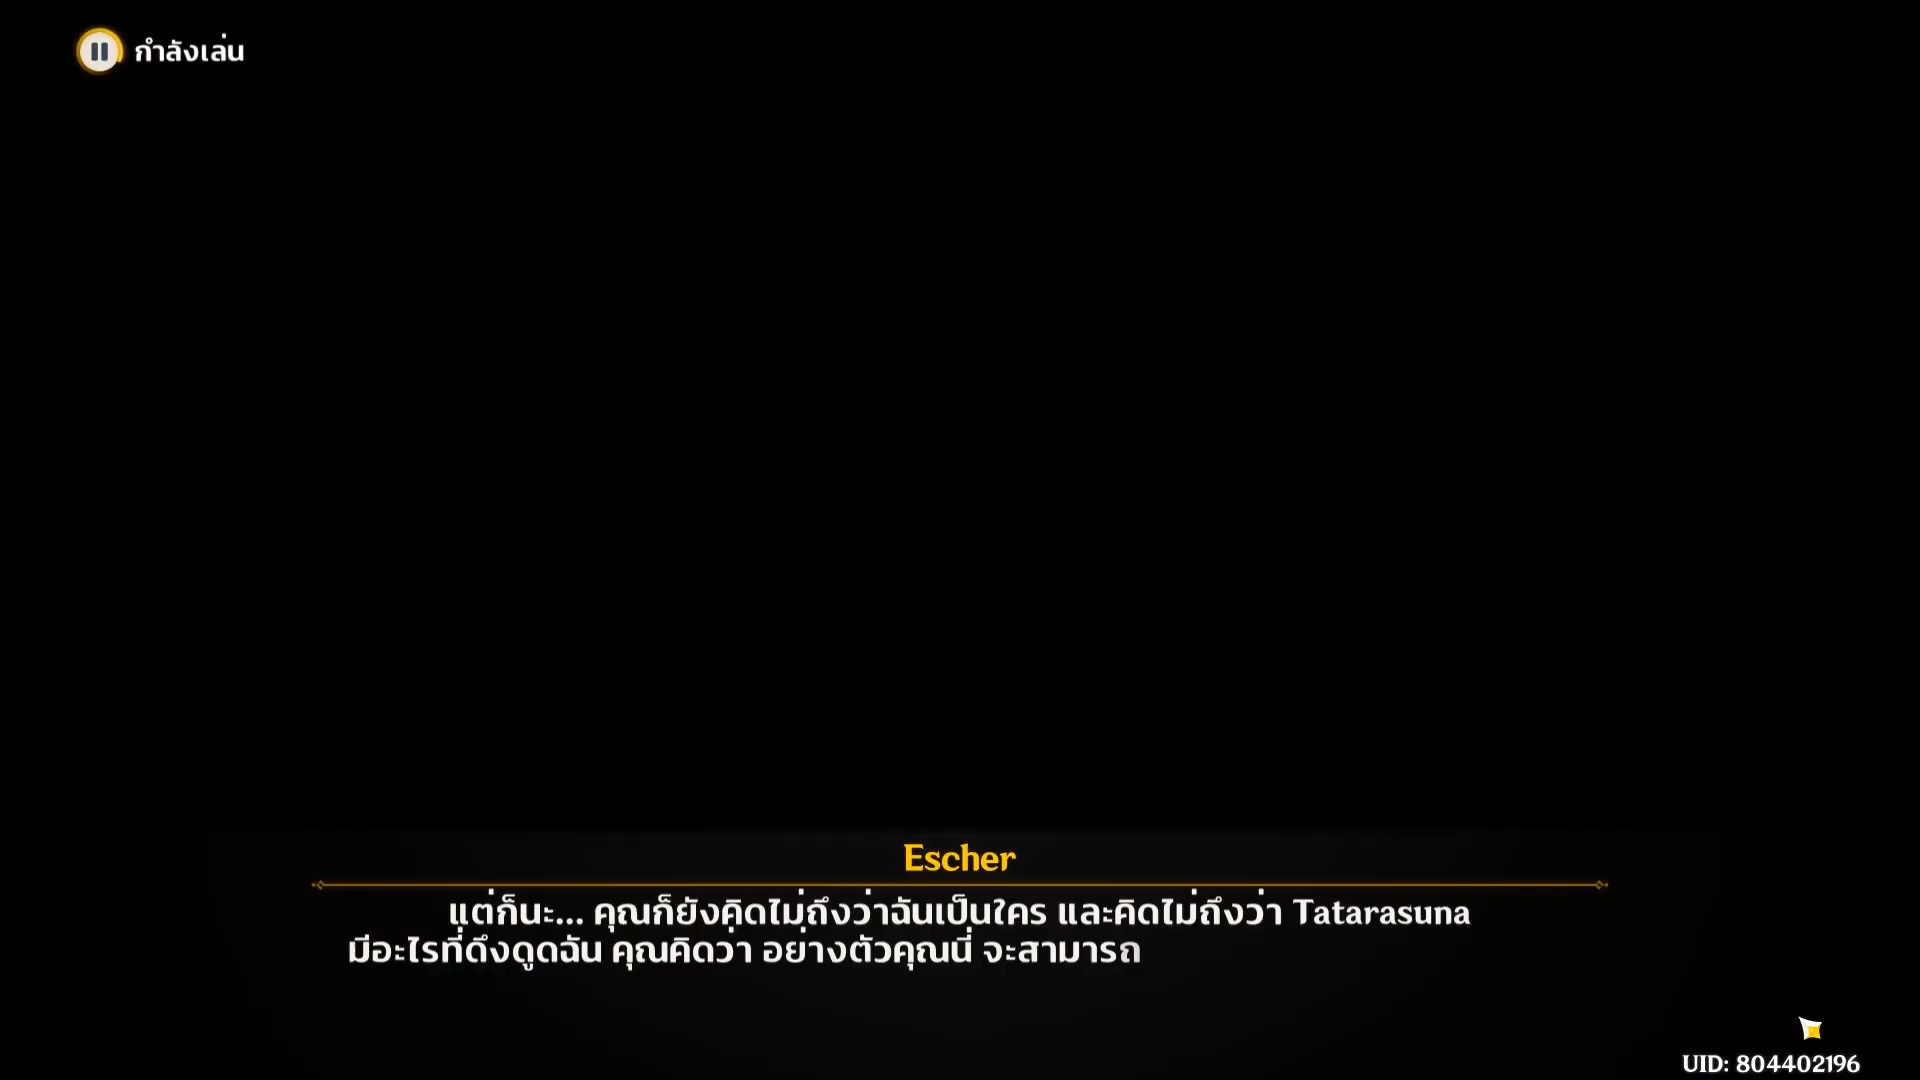 กำลังเล่น
Escher
แต่ก็นะ... คุณก็ยังคิดไม่ถึงว่าฉันเป็นใคร และคิดไม่ถึงว่า Tatarasuna
มีอะไรที่ดึงดูดฉัน คุณคิดว่า อย่างตัวคุณนี่ จะสามารถ
UID: 804402196